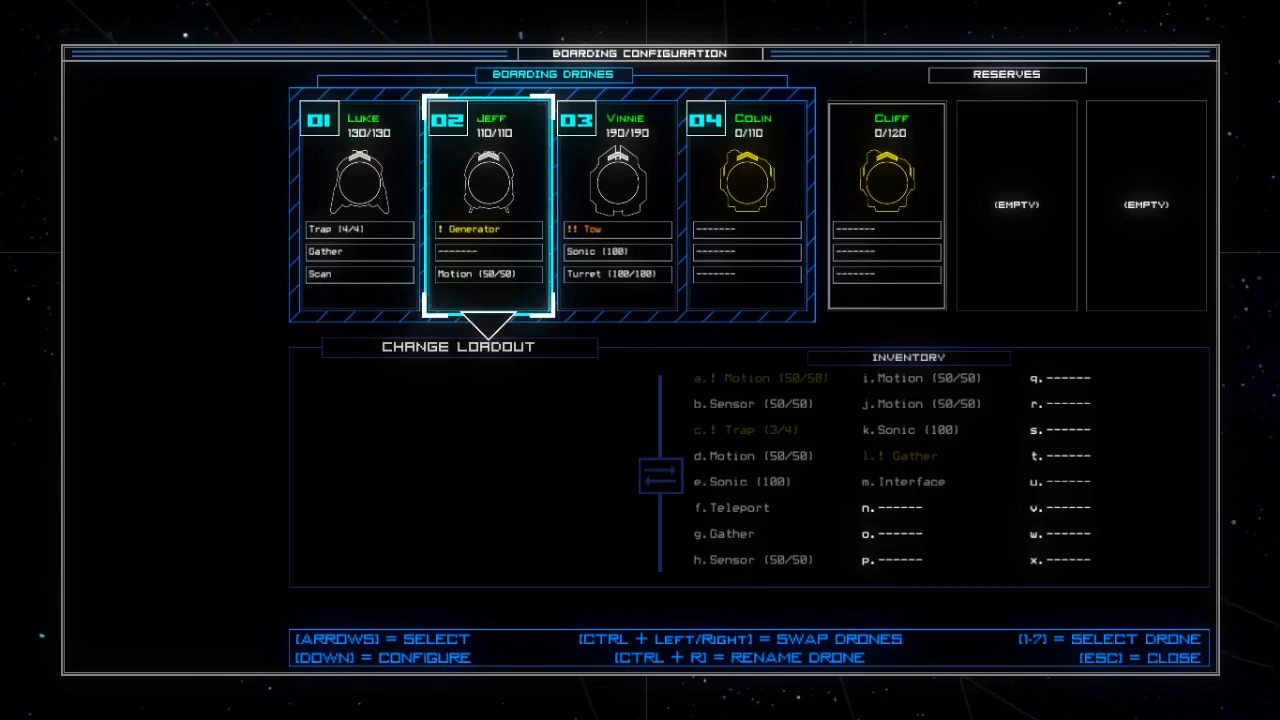 BOARDING CONFIGURATION
BOARDING DRONES
RESERVES
01 LUKE
130/130
Trap (4/4)
Gather
Scan
02 JEFF
110/110
! Generator
-------
Motion (50/50)
03 VINNIE
190/190
!! Tow
Sonic (100)
Turret (100/100)
04 COLIN
0/110
-------
-------
-------
CLIFF
0/120
-------
-------
-------
(EMPTY)
(EMPTY)
CHANGE LOADOUT
INVENTORY
a.! Motion (50/50)
b.Sensor (50/50)
c.! Trap (3/4)
d.Motion (50/50)
e.Sonic (100)
f.Teleport
g.Gather
h.Sensor (50/50)
i.Motion (50/50)
j.Motion (50/50)
k.Sonic (100)
l.! Gather
m.Interface
n.------
o.------
p.------
q.------
r.------
s.------
t.------
u.------
v.------
w.------
x.------
[ARROWS] = SELECT
[CTRL + LEFT/RIGHT] = SWAP DRONES
[1-7] = SELECT DRONE
[DOWN] = CONFIGURE
[CTRL + R] = RENAME DRONE
[ESC] = CLOSE